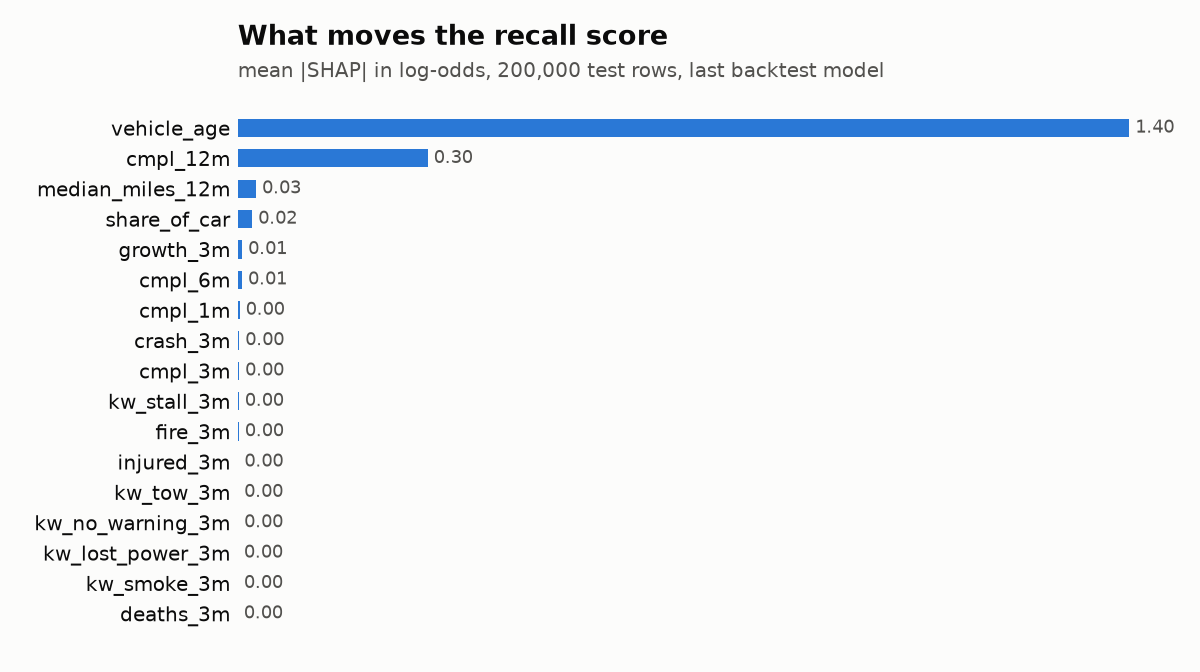 What moves the recall score
mean |SHAP| in log-odds, 200,000 test rows, last backtest model
vehicle_age 1.40
cmpl_12m 0.30
median_miles_12m 0.03
share_of_car 0.02
growth_3m 0.01
cmpl_6m 0.01
cmpl_1m 0.00
crash_3m 0.00
cmpl_3m 0.00
kw_stall_3m 0.00
fire_3m 0.00
injured_3m 0.00
kw_tow_3m 0.00
kw_no_warning_3m 0.00
kw_lost_power_3m 0.00
kw_smoke_3m 0.00
deaths_3m 0.00